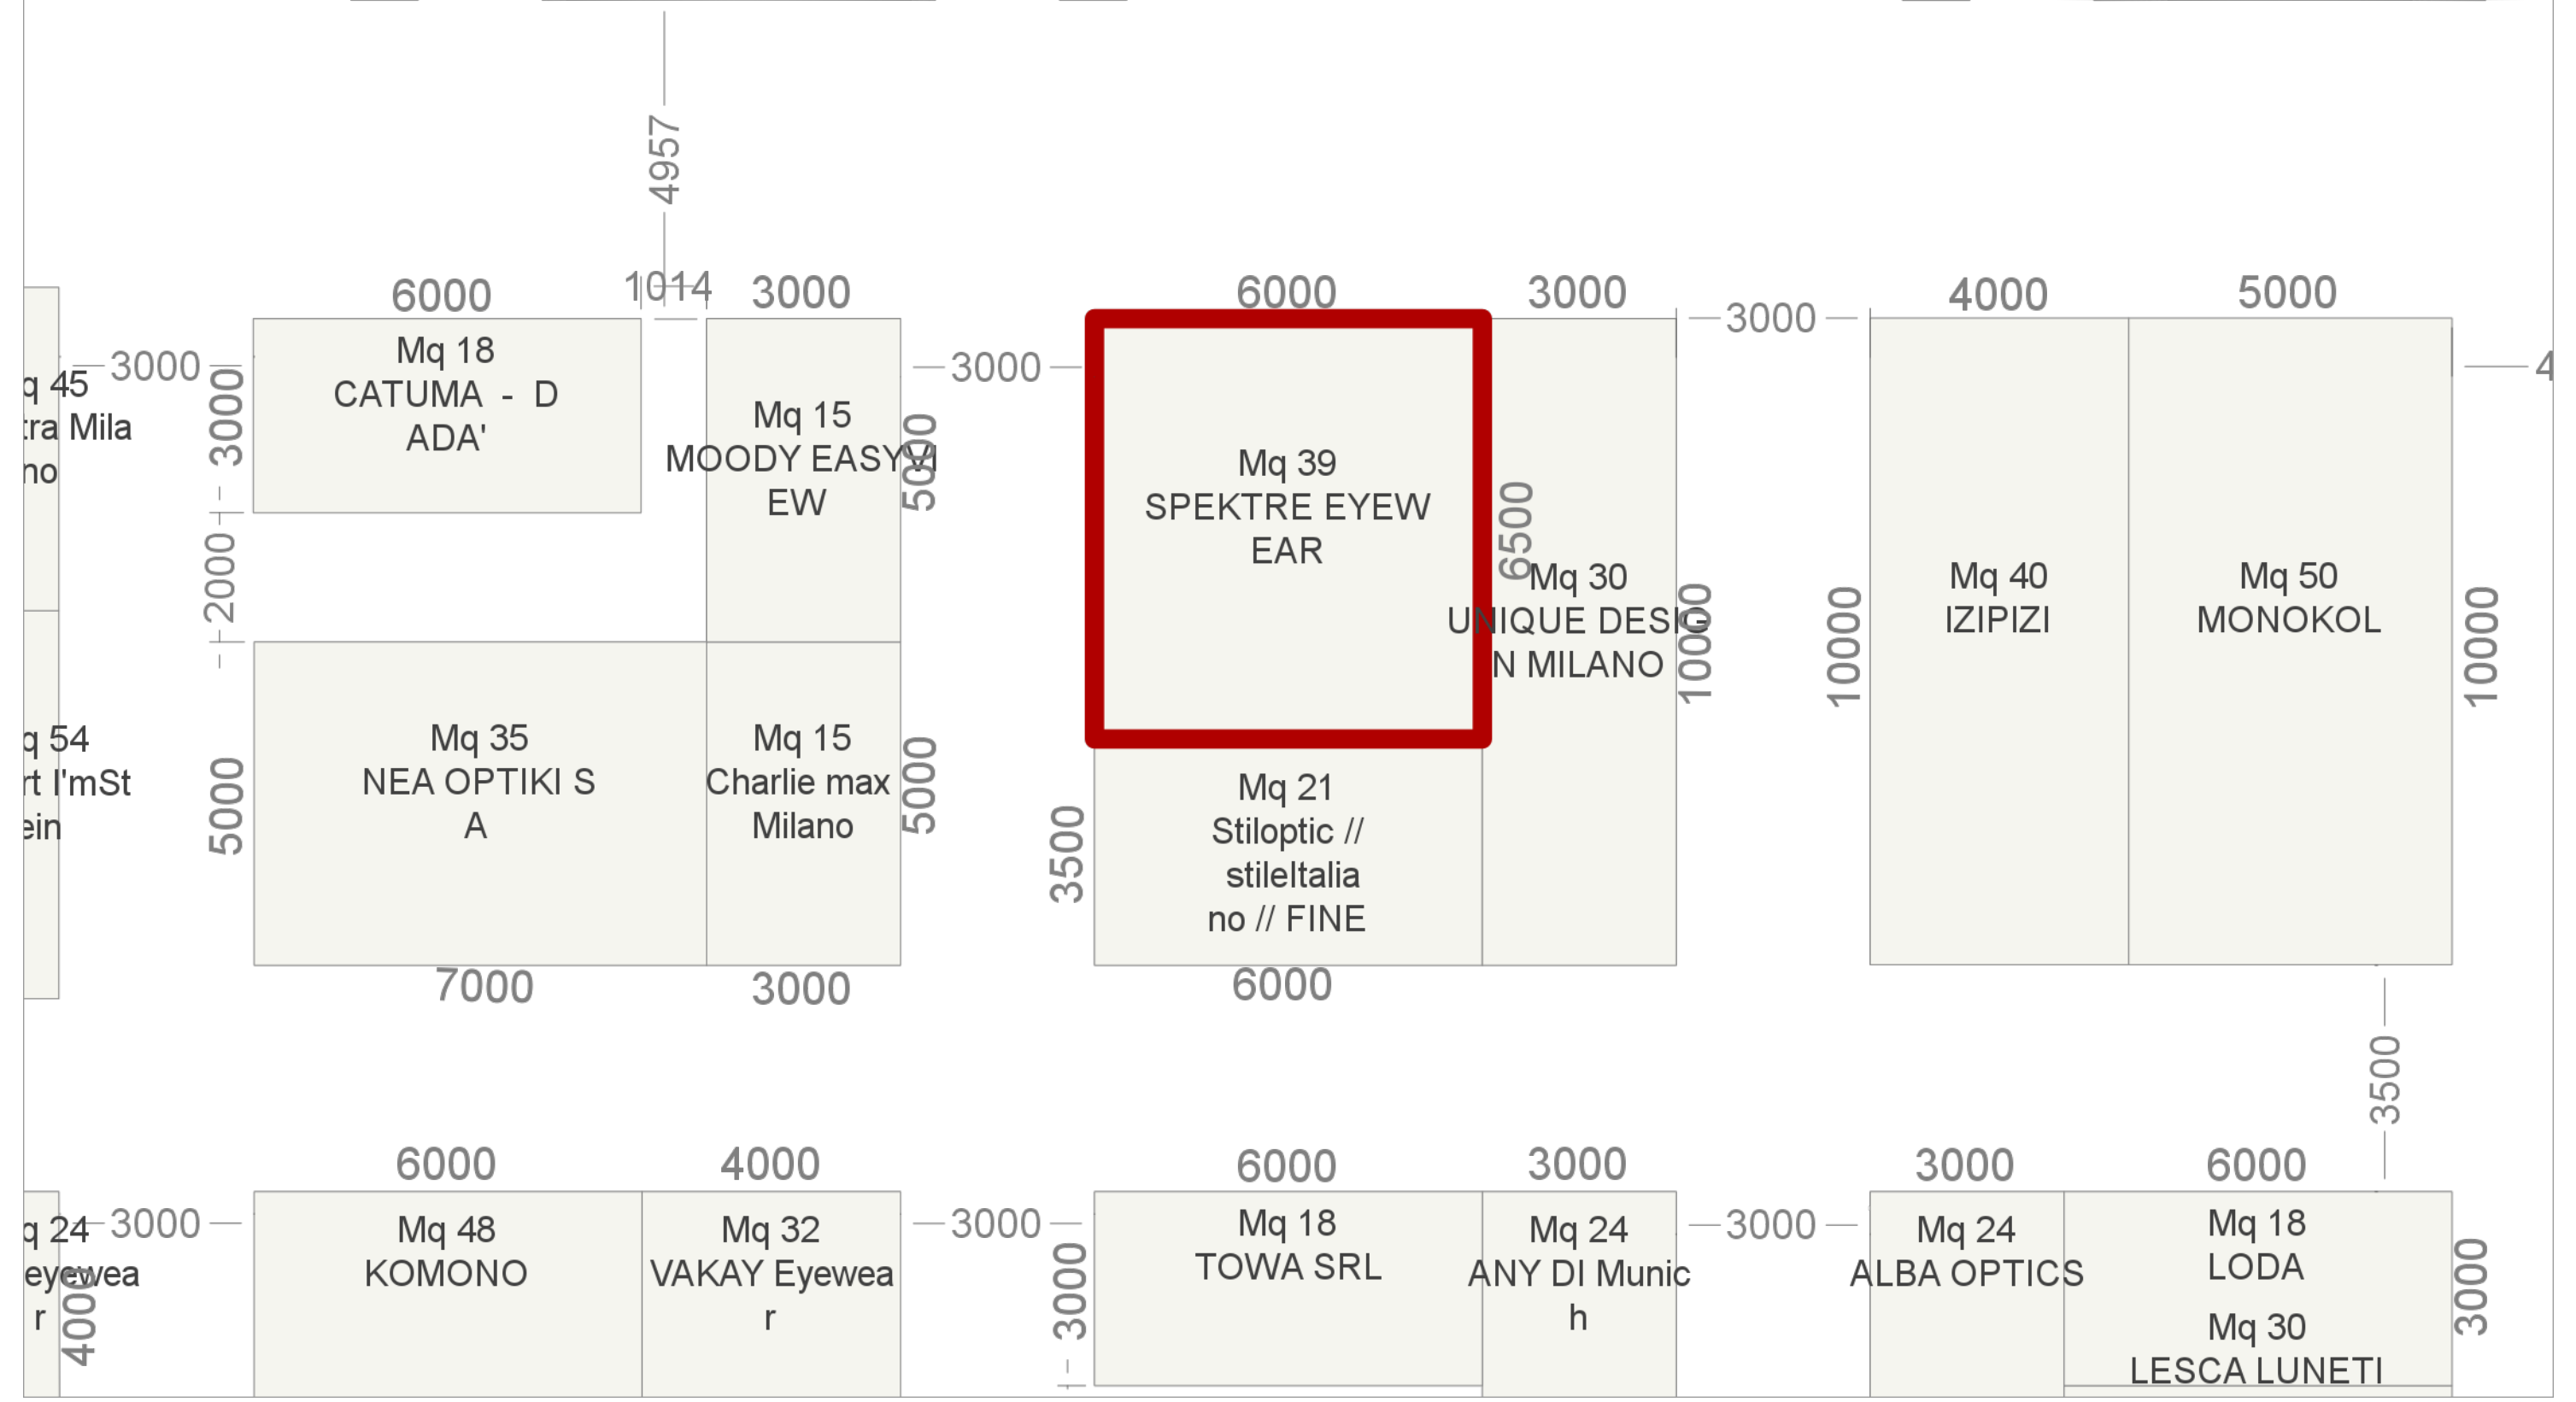 4957
6000
1014
3000
6000
3000
3000
4000
5000
3000
3000
Mq 18
CATUMA - D
ADA'
2000
Mq 15
MOODY EASYVI
EW
5000
3000
Mq 39
SPEKTRE EYEW
EAR
6500
Mq 30
UNIQUE DESIG
N MILANO
10000
10000
Mq 40
IZIPIZI
Mq 50
MONOKOL
10000
4
q 45
tra Mila
no
q 54
rt I'mSt
ein
5000
Mq 35
NEA OPTIKI S
A
Mq 15
Charlie max
Milano
5000
3500
Mq 21
Stiloptic //
stileItalia
no // FINE
7000
3000
6000
3500
6000
4000
6000
3000
3000
6000
q 24
eyewea
r
4000
3000
Mq 48
KOMONO
Mq 32
VAKAY Eyewea
r
3000
3000
Mq 18
TOWA SRL
Mq 24
ANY DI Munic
h
3000
Mq 24
ALBA OPTICS
Mq 18
LODA
Mq 30
LESCA LUNETI
3000